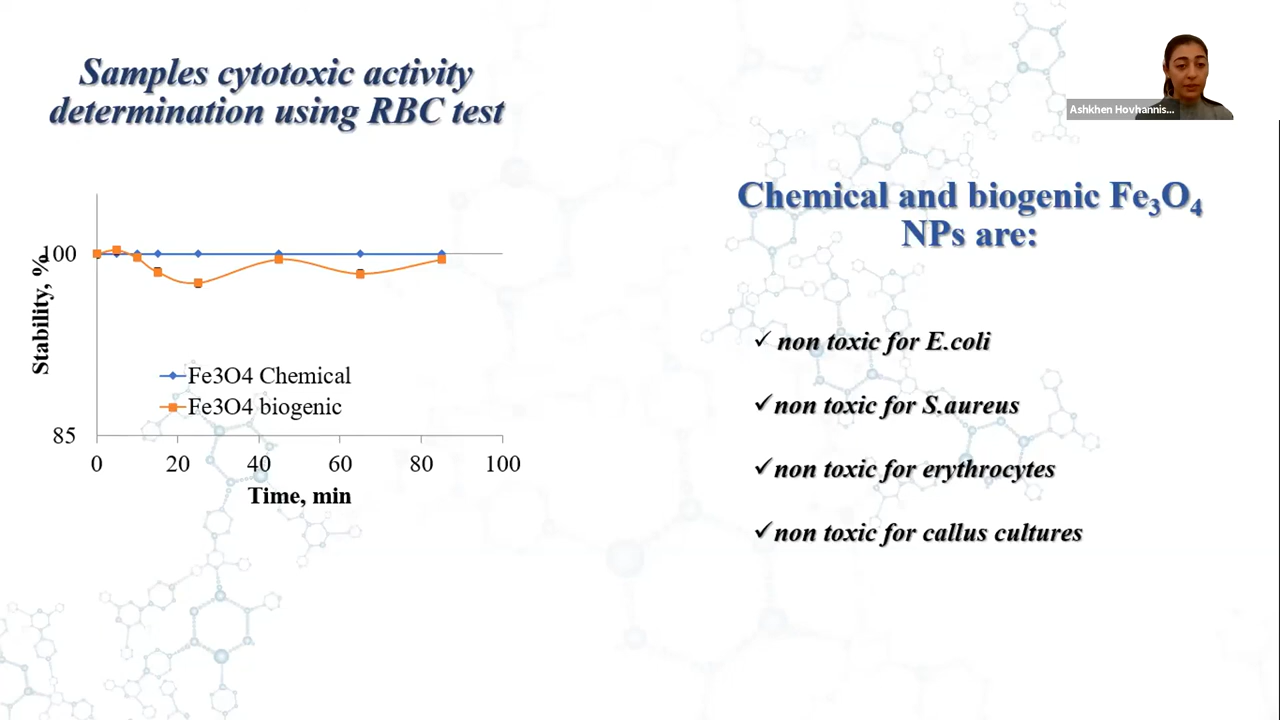 Samples cytotoxic activity
determination using RBC test
Ashkhen Hovhannis...
Chemical and biogenic Fe₃O₄
NPs are:
Stability, %
100
85
Fe3O4 Chemical
Fe3O4 biogenic
0 20 40 60 80 100
Time, min
✓ non toxic for E.coli
✓non toxic for S.aureus
✓non toxic for erythrocytes
✓non toxic for callus cultures